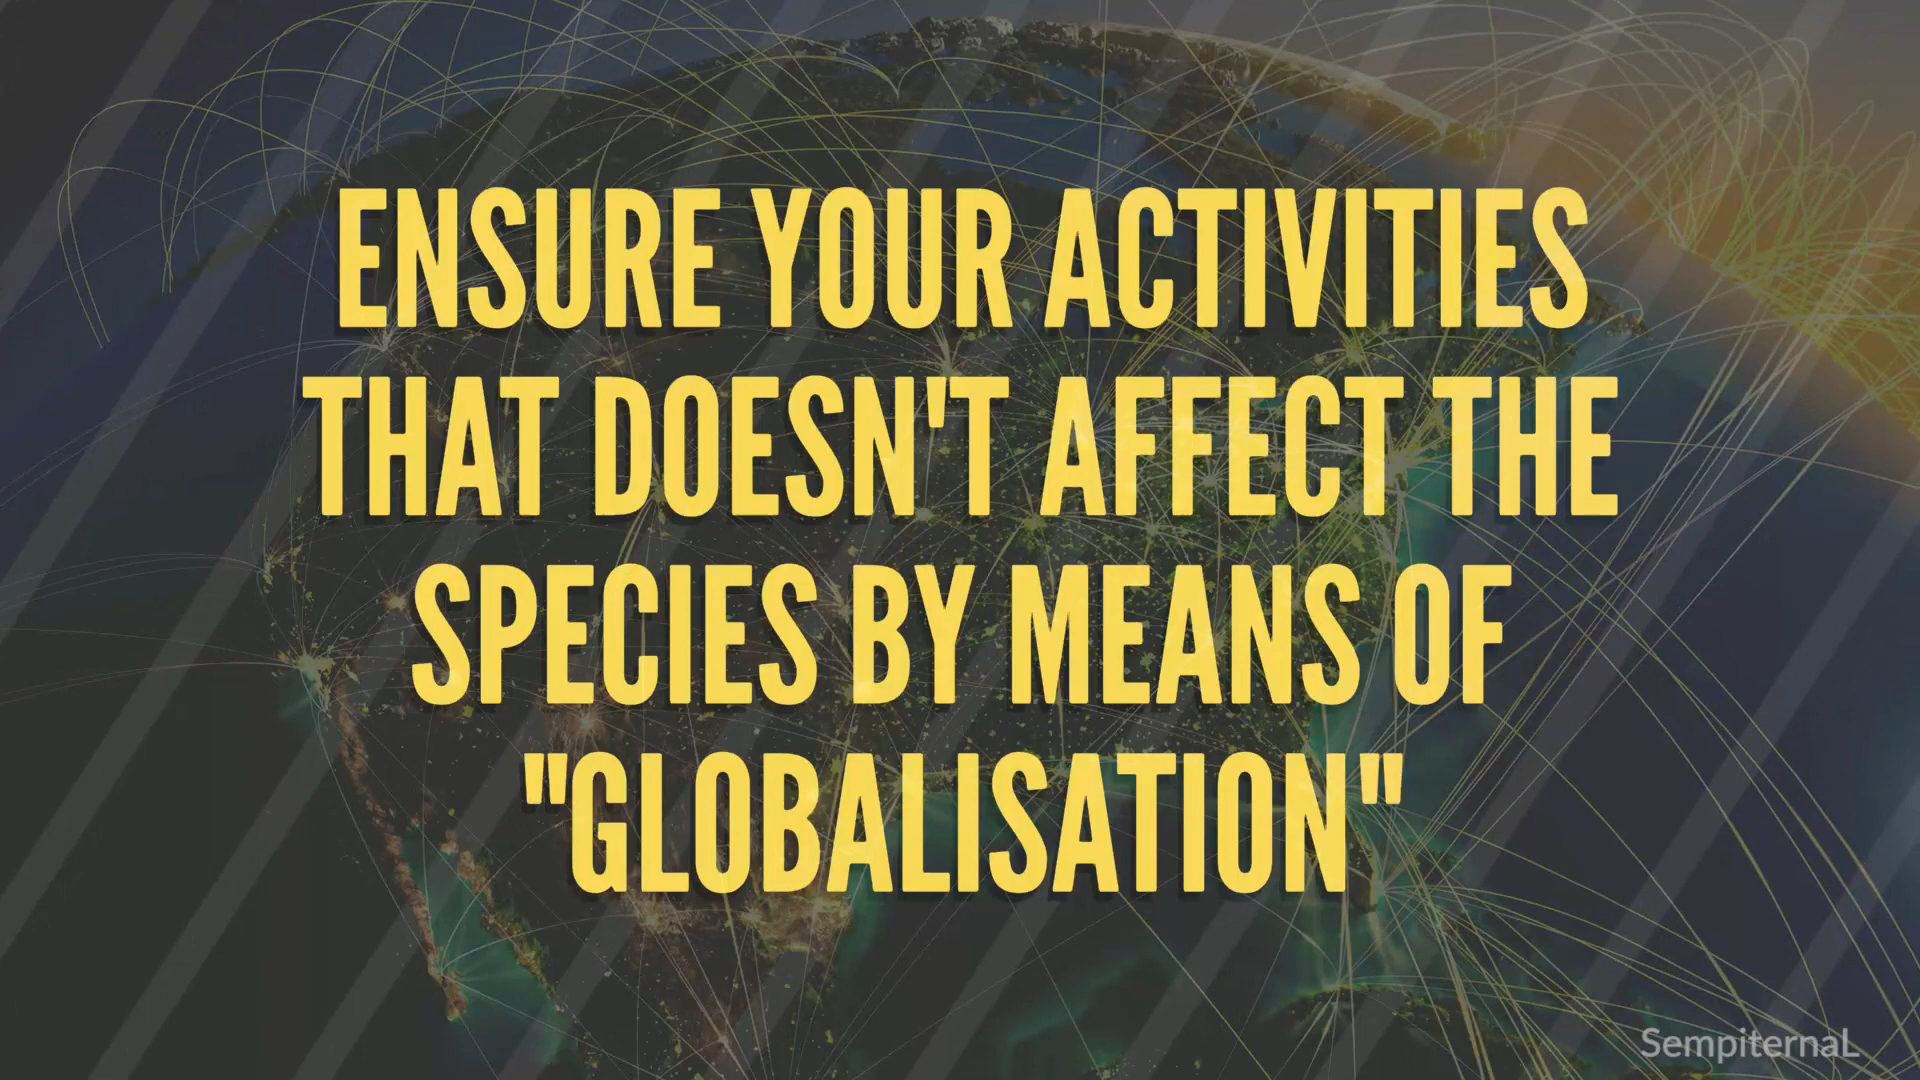 ENSURE YOUR ACTIVITIES
THAT DOESN'T AFFECT THE
SPECIES BY MEANS OF
"GLOBALISATION"
SempiternaL